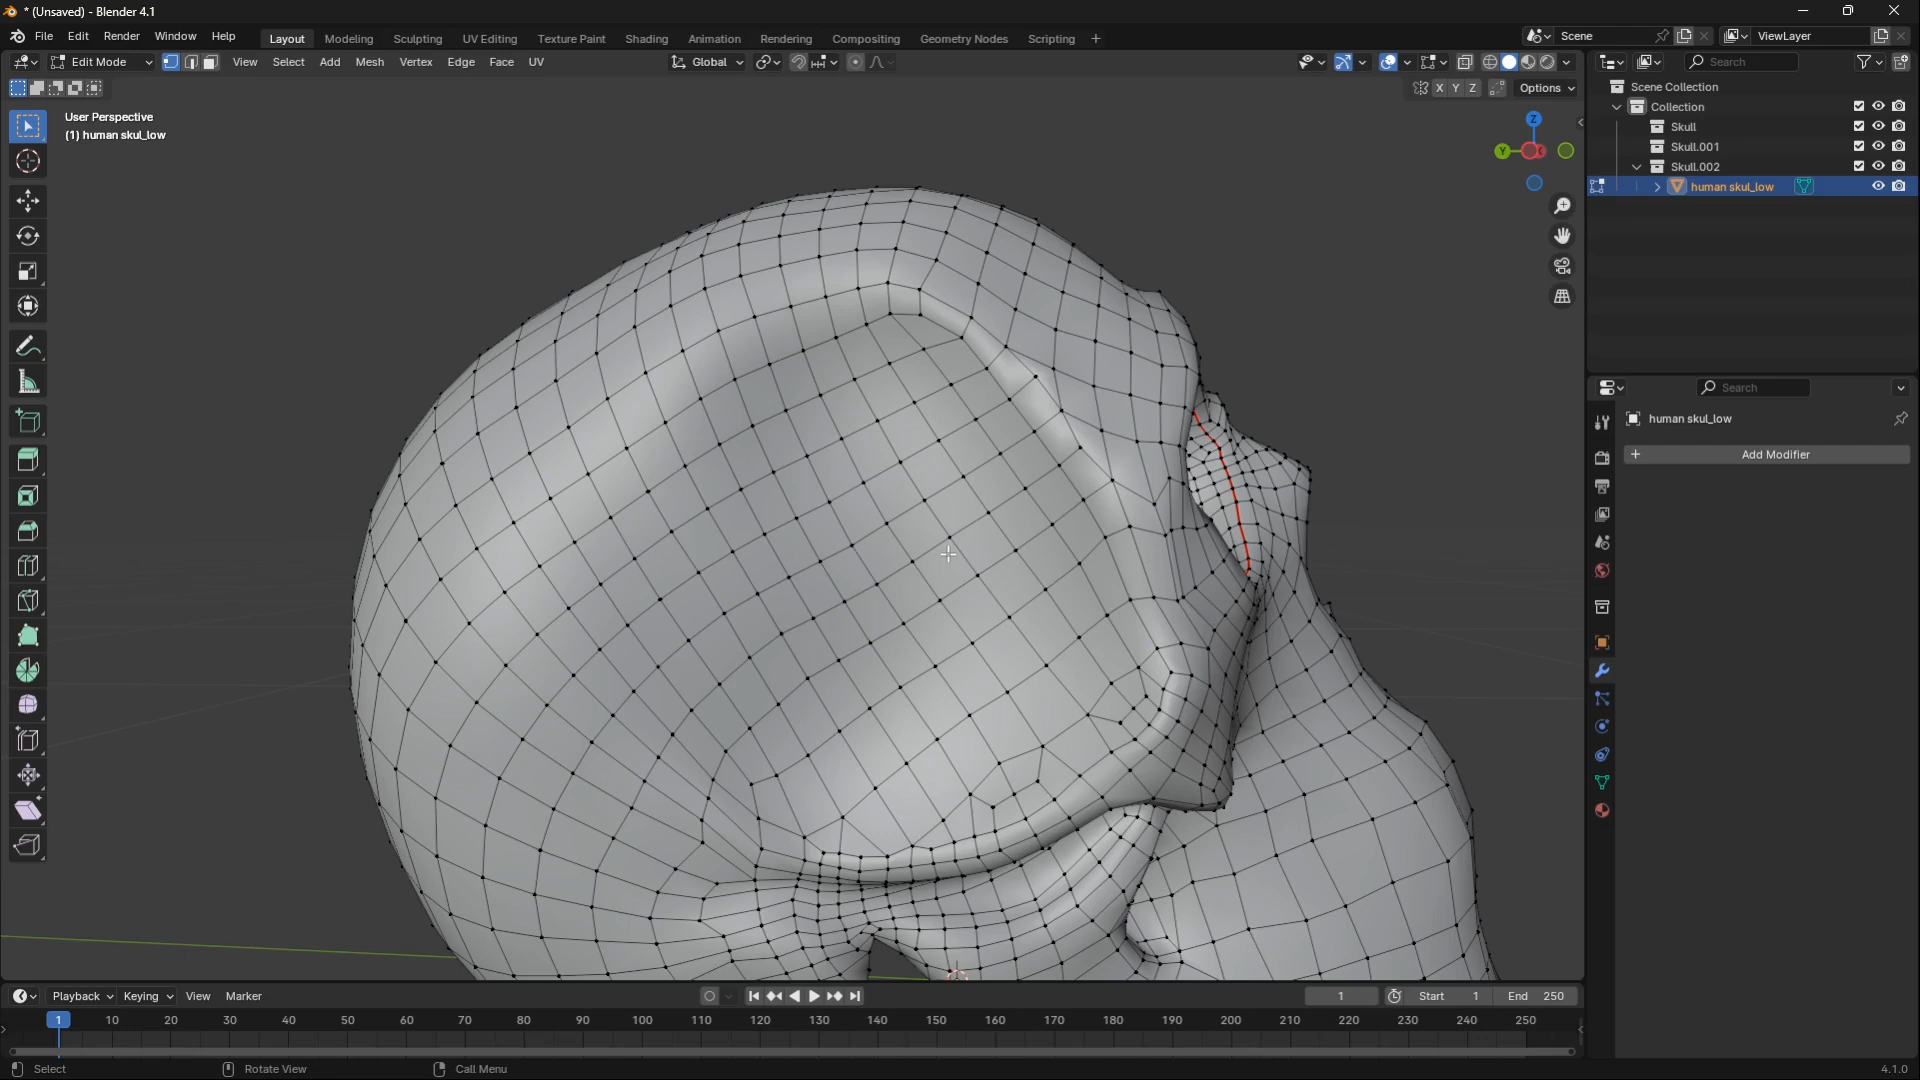 * (Unsaved) - Blender 4.1
File Edit Render Window Help Layout Modeling Sculpting UV Editing Texture Paint Shading Animation Rendering Compositing Geometry Nodes Scripting + Scene ViewLayer
Edit Mode View Select Add Mesh Vertex Edge Face UV Global Search
X Y Z Options
User Perspective
(1) human skul_low
Z
Y
Scene Collection
Collection
Skull
Skull.001
Skull.002
human skul_low
Search
human skul_low
+ Add Modifier
Playback Keying View Marker 1 Start 1 End 250
1 10 20 30 40 50 60 70 80 90 100 110 120 130 140 150 160 170 180 190 200 210 220 230 240 250
Select Rotate View Call Menu 4.1.0